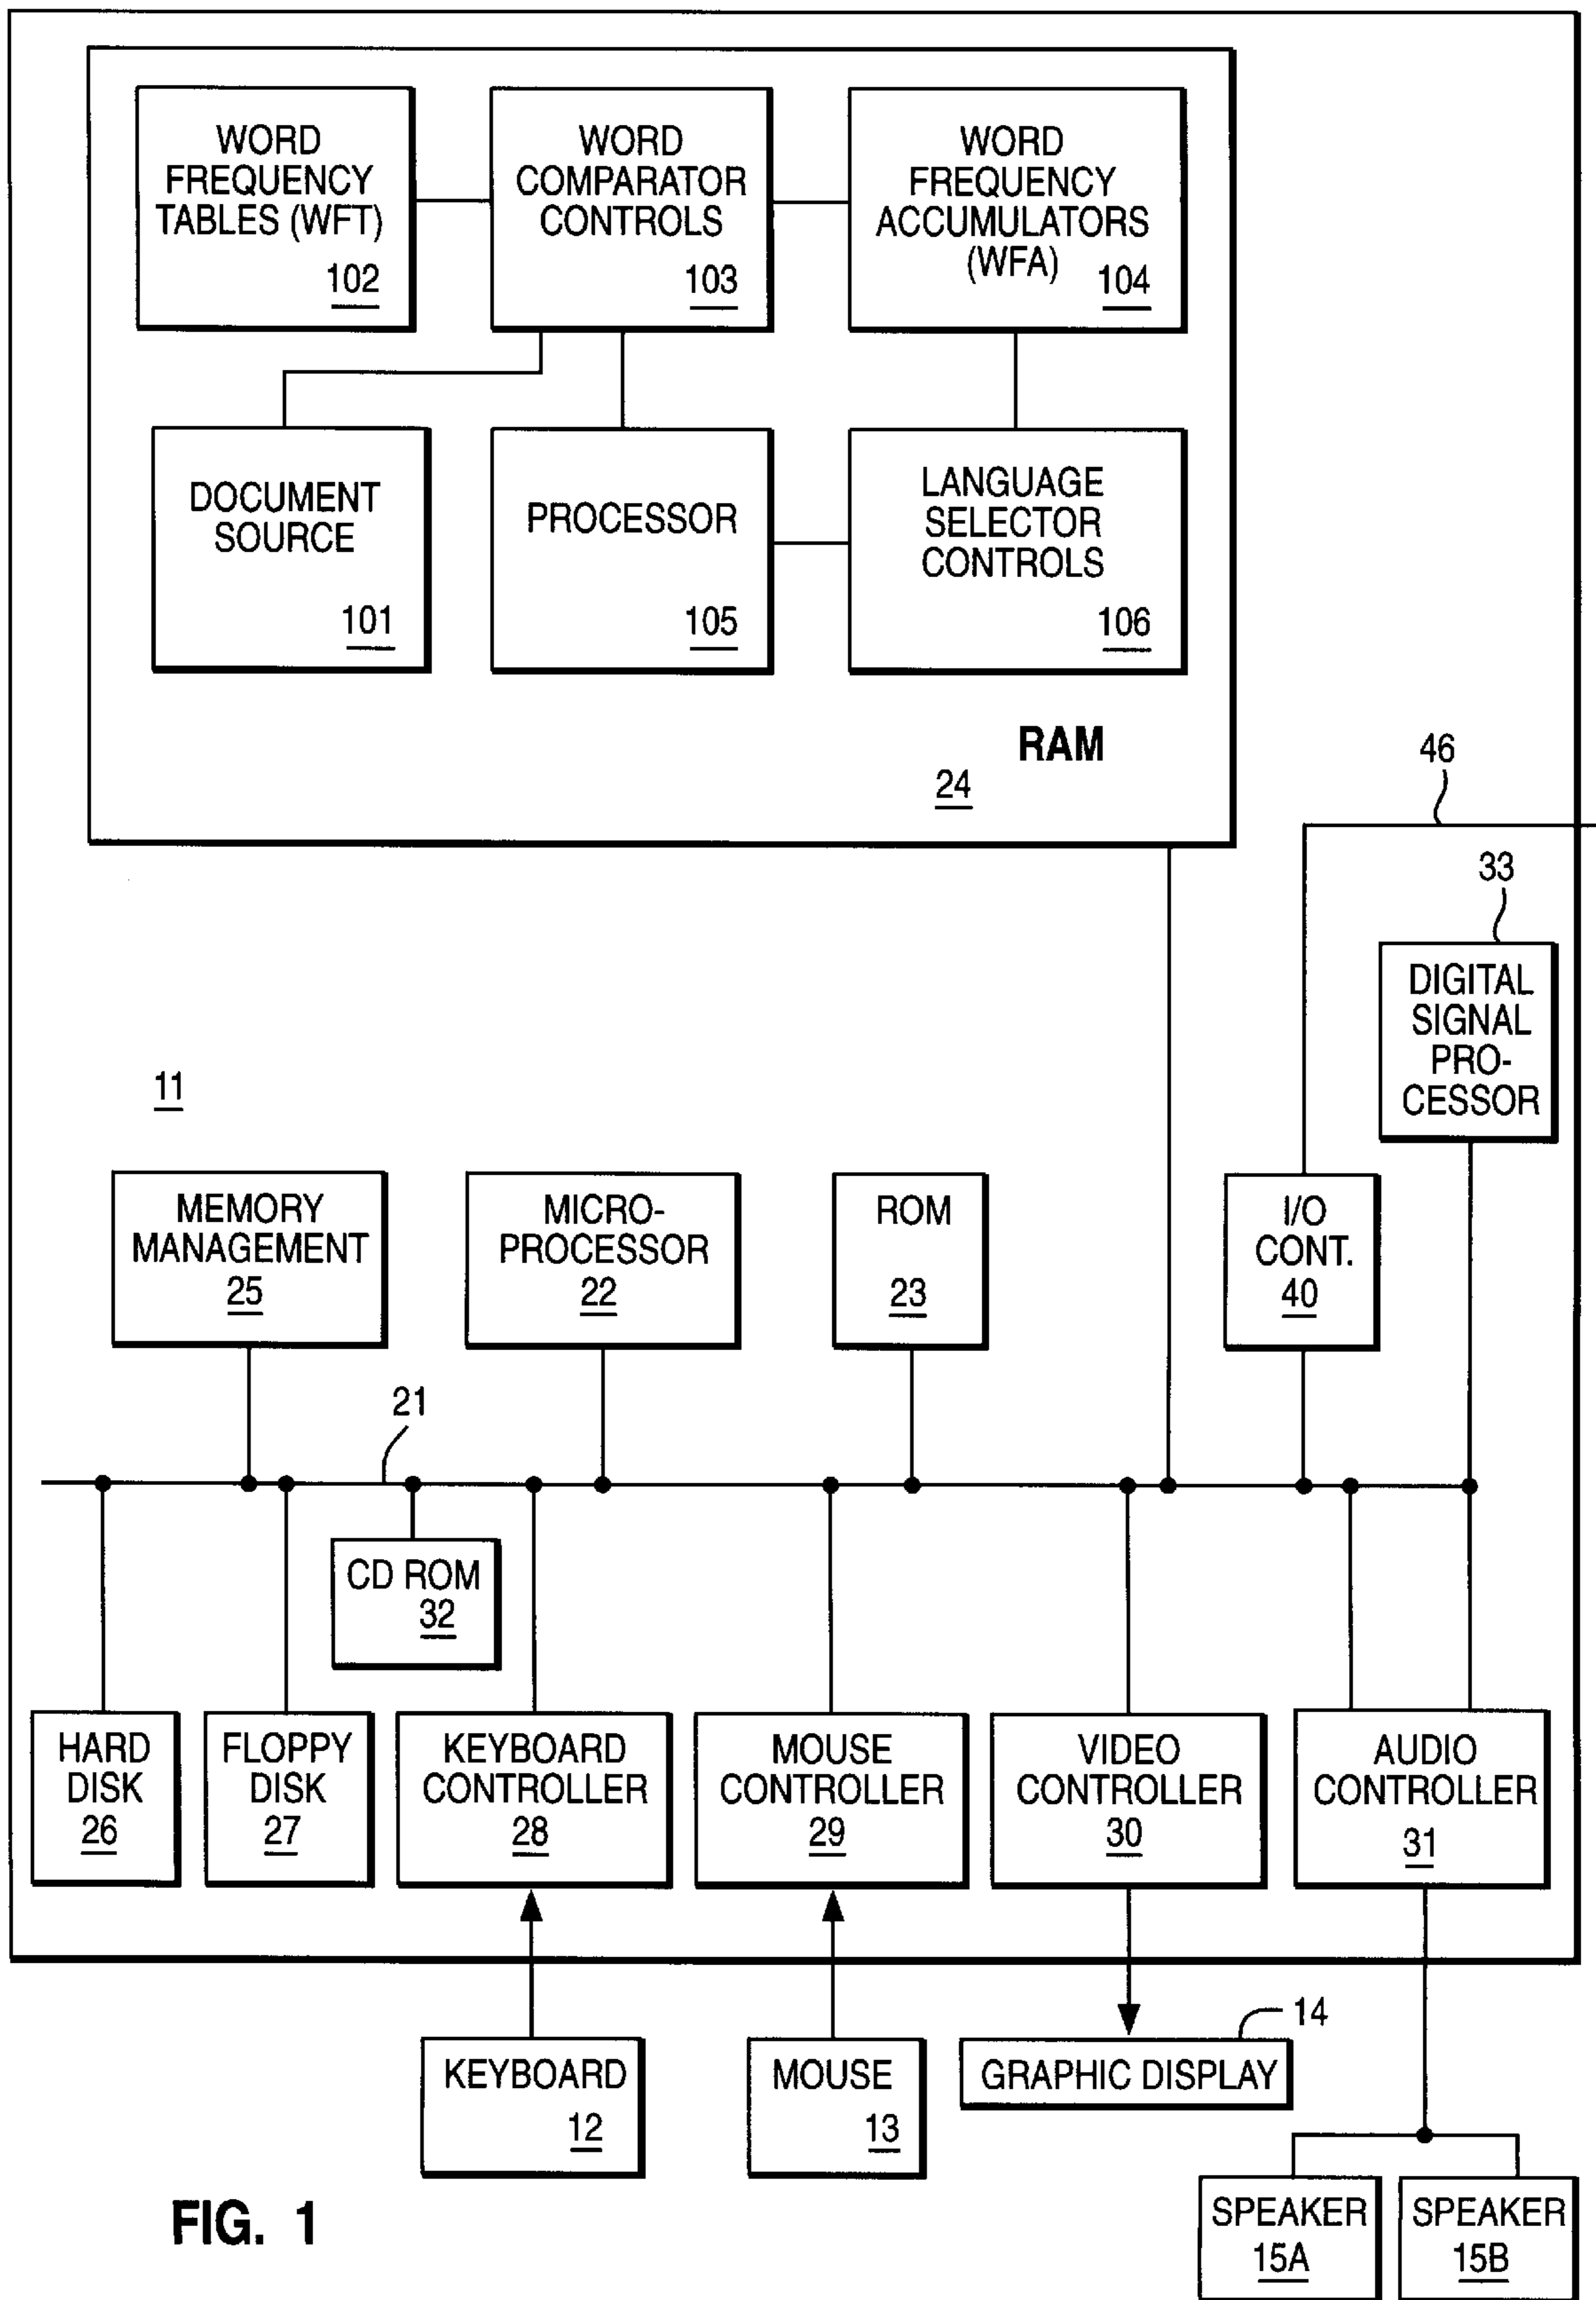 WORD
FREQUENCY
TABLES (WFT)
102
WORD
COMPARATOR
CONTROLS
103
WORD
FREQUENCY
ACCUMULATORS
(WFA)
104
DOCUMENT
SOURCE
101
PROCESSOR
105
LANGUAGE
SELECTOR
CONTROLS
106
RAM
24
46
33
DIGITAL
SIGNAL
PRO-
CESSOR
11
MEMORY
MANAGEMENT
25
MICRO-
PROCESSOR
22
ROM
23
I/O
CONT.
40
21
CD ROM
32
HARD
DISK
26
FLOPPY
DISK
27
KEYBOARD
CONTROLLER
28
MOUSE
CONTROLLER
29
VIDEO
CONTROLLER
30
AUDIO
CONTROLLER
31
KEYBOARD
12
MOUSE
13
14
GRAPHIC DISPLAY
SPEAKER
15A
SPEAKER
15B
FIG. 1